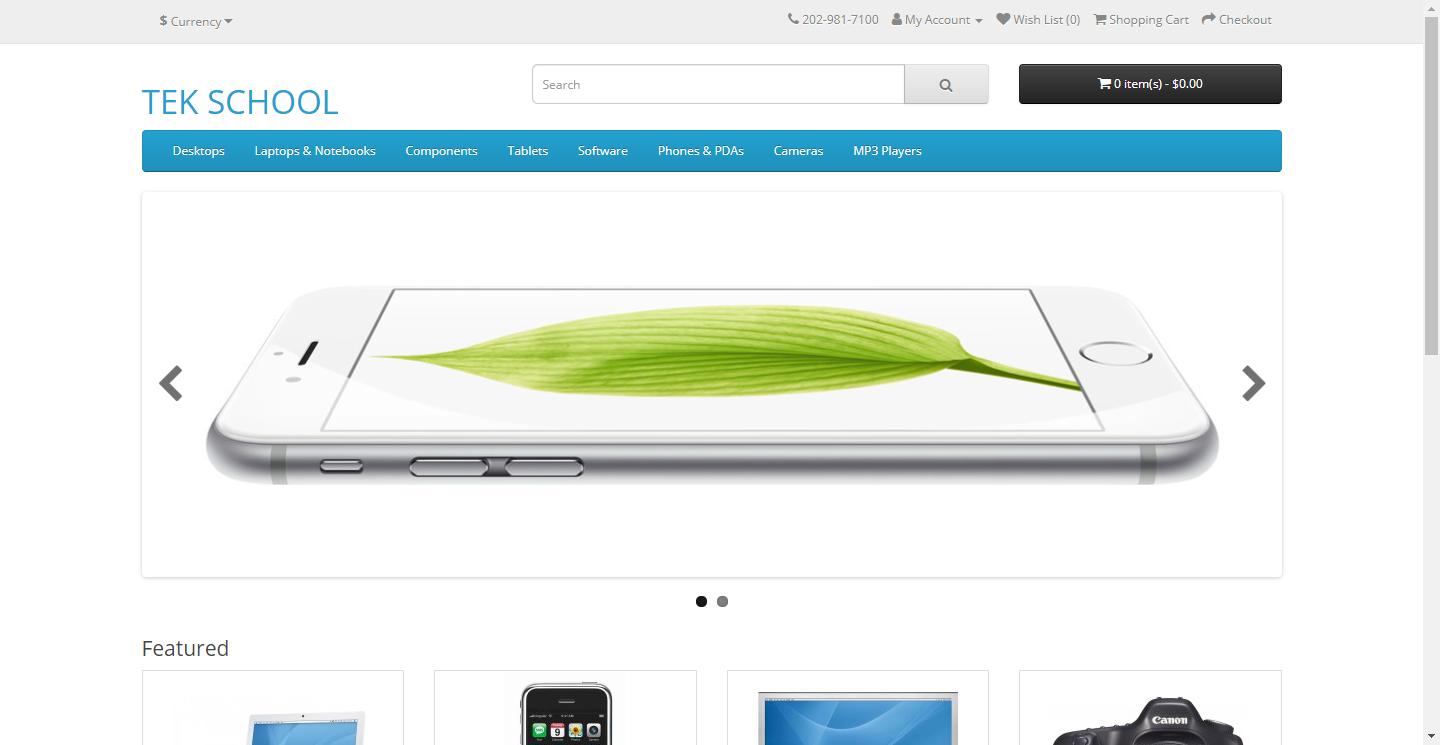 $ Currency
202-981-7100 My Account Wish List (0) Shopping Cart Checkout
TEK SCHOOL
Search
0 item(s) - $0.00
Desktops Laptops & Notebooks Components Tablets Software Phones & PDAs Cameras MP3 Players
Featured
9
Canon